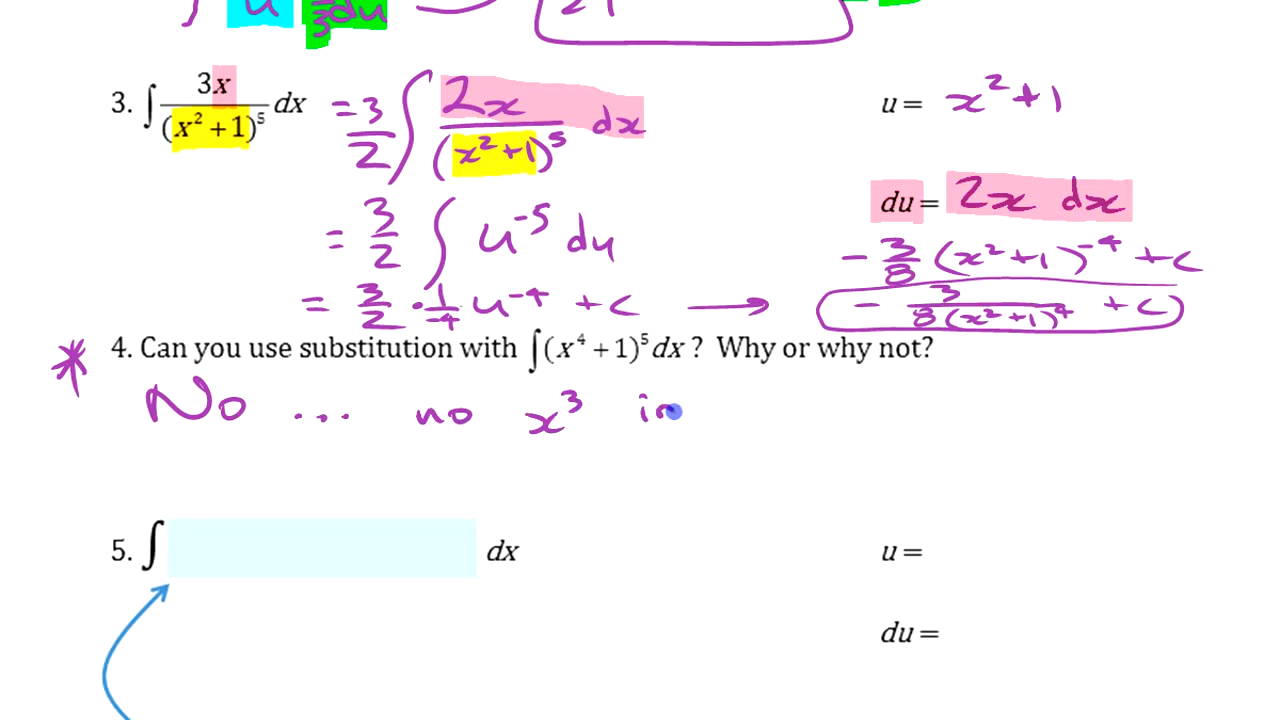 ∫ u 1/3 du
3. ∫ 3x/(x² + 1)⁵ dx = 3/2 ∫ 2x/(x²+1)⁵ dx u = x²+1
= 3/2 ∫ u⁻⁵ du du = 2x dx
= 3/2 · 1/-4 u⁻⁴ + c → - 3/8 (x²+1)⁻⁴ + c
- 3/8(x²+1)⁴ + c
* 4. Can you use substitution with ∫(x⁴ + 1)⁵ dx ? Why or why not?
No ... no x³
5. ∫ dx u =
du =